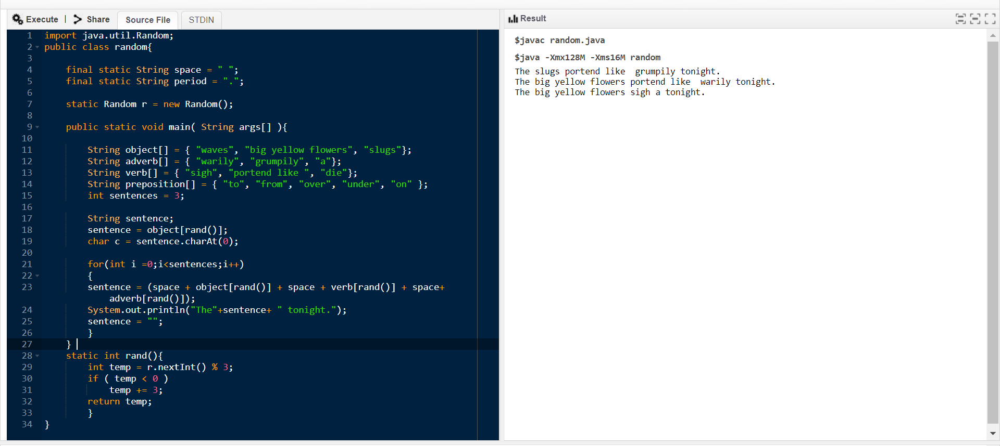 Execute | Share Source File STDIN
1 import java.util.Random;
2 public class random{
3
4     final static String space = " ";
5     final static String period = ".";
6
7     static Random r = new Random();
8
9     public static void main( String args[] ){
10
11         String object[] = { "waves", "big yellow flowers", "slugs"};
12         String adverb[] = { "warily", "grumpily", "a"};
13         String verb[] = { "sigh", "portend like ", "die"};
14         String preposition[] = { "to", "from", "over", "under", "on" };
15         int sentences = 3;
16
17         String sentence;
18         sentence = object[rand()];
19         char c = sentence.charAt(0);
20
21         for(int i =0;i<sentences;i++)
22         {
23         sentence = (space + object[rand()] + space + verb[rand()] + space+
            adverb[rand()]);
24         System.out.println("The"+sentence+ " tonight.");
25         sentence = "";
26         }
27     }
28     static int rand(){
29         int temp = r.nextInt() % 3;
30         if ( temp < 0 )
31             temp += 3;
32         return temp;
33         }
34 }
Result
$javac random.java
$java -Xmx128M -Xms16M random
The slugs portend like  grumpily tonight.
The big yellow flowers portend like  warily tonight.
The big yellow flowers sigh a tonight.